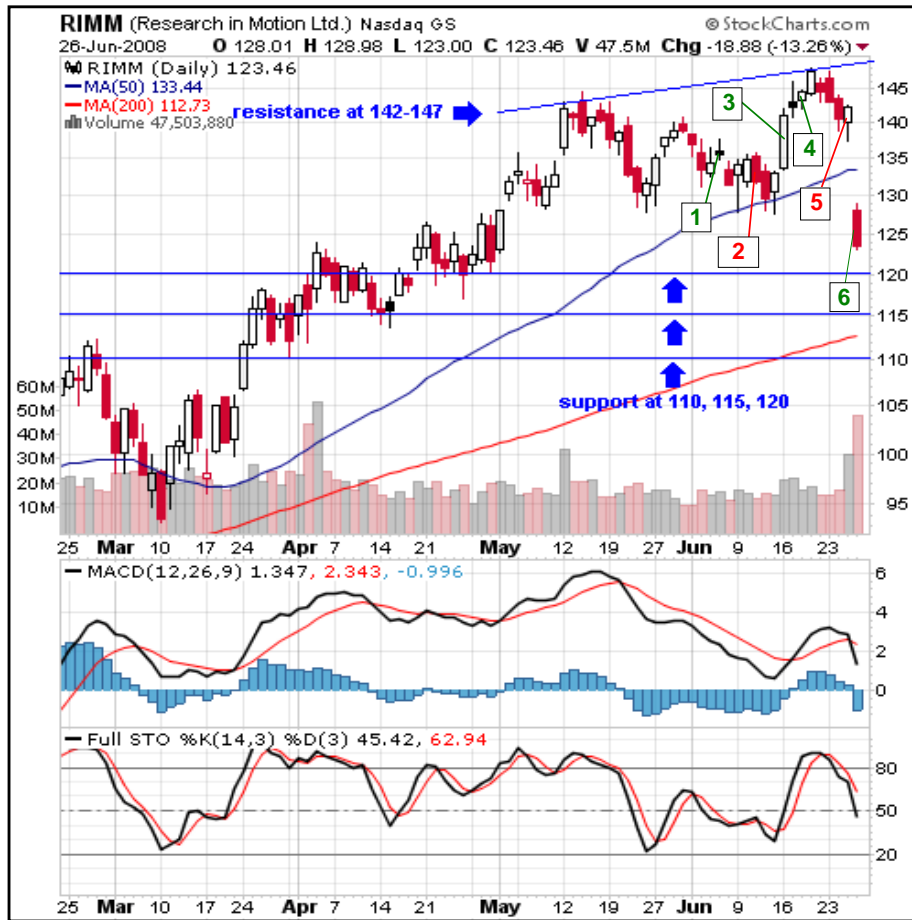 RIMM (Research in Motion Ltd.) Nasdaq GS © StockCharts.com
26-Jun-2008 O 128.01 H 128.98 L 123.00 C 123.46 V 47.5M Chg -18.88 (-13.26%)
RIMM (Daily) 123.46
MA(50) 133.44
MA(200) 112.73
Volume 47,503,880
resistance at 142-147
145
140
135
130
125
120
115
110
105
100
95
3
4
1
2
5
6
support at 110, 115, 120
60M
50M
40M
30M
20M
10M
25 Mar 10 17 24 Apr 7 14 21 May 12 19 27 Jun 9 16 23
MACD(12,26,9) 1.347, 2.343, -0.996
6
4
2
0
Full STO %K(14,3) %D(3) 45.42, 62.94
80
50
20
25 Mar 10 17 24 Apr 7 14 21 May 12 19 27 Jun 9 16 23